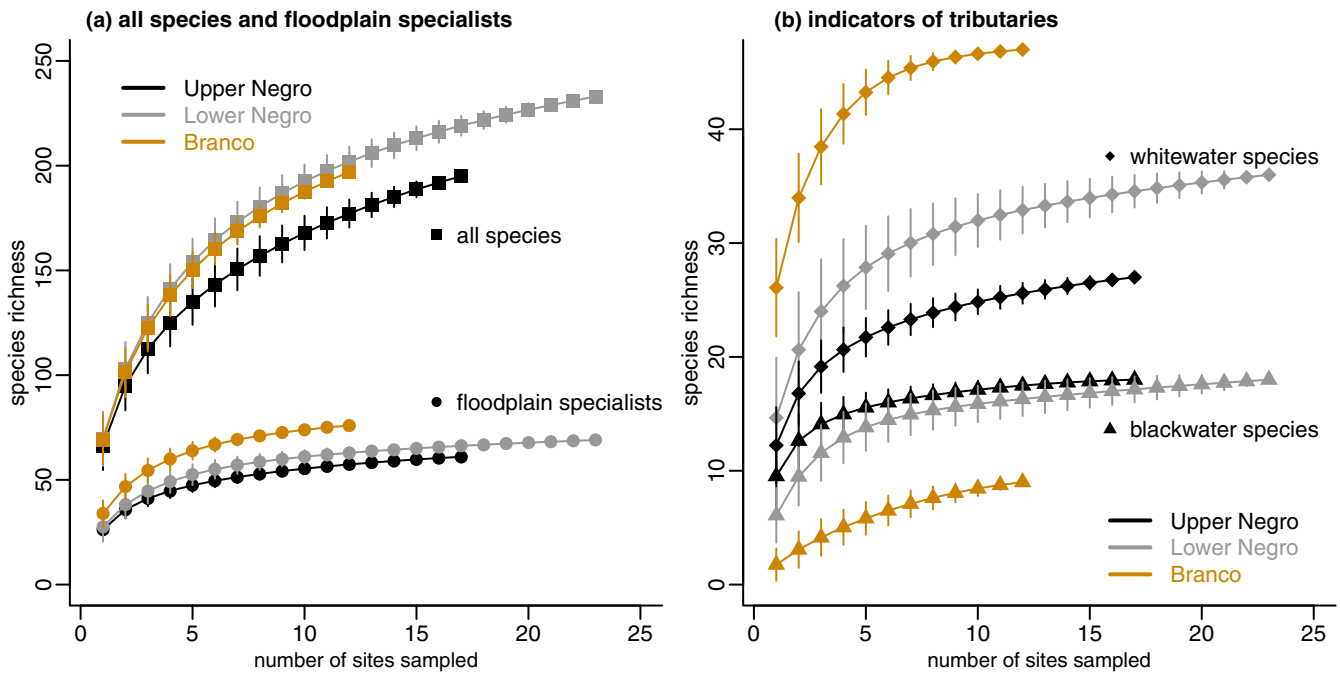 (a) all species and floodplain specialists
250
200
150
100
50
0
species richness
Upper Negro
Lower Negro
Branco
all species
floodplain specialists
0 5 10 15 20 25
number of sites sampled
(b) indicators of tributaries
40
30
20
10
0
species richness
whitewater species
blackwater species
Upper Negro
Lower Negro
Branco
0 5 10 15 20 25
number of sites sampled